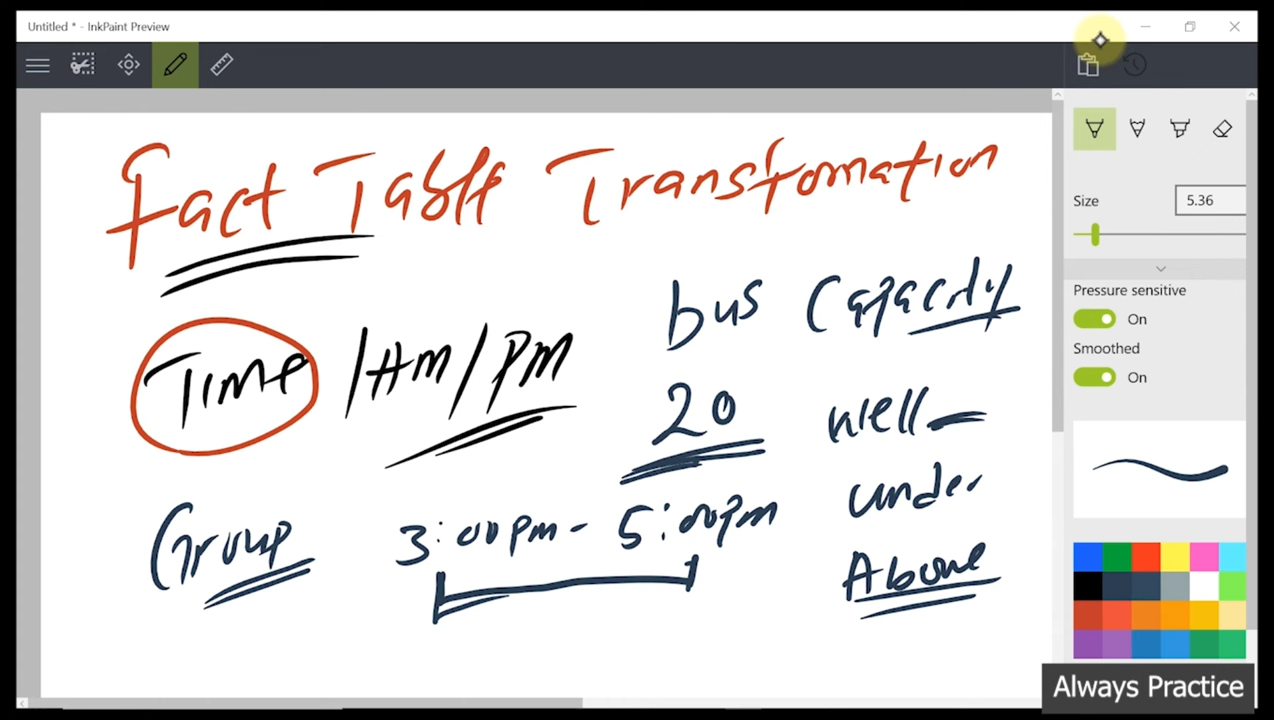 Untitled * - InkPaint Preview
Fact Table Transfomation
Size
5.36
Pressure sensitive
On
Smoothed
On
Time /AM/PM
bus Capacity
20
well
under
Above
Group 3:00pm - 5:00pm
Always Practice